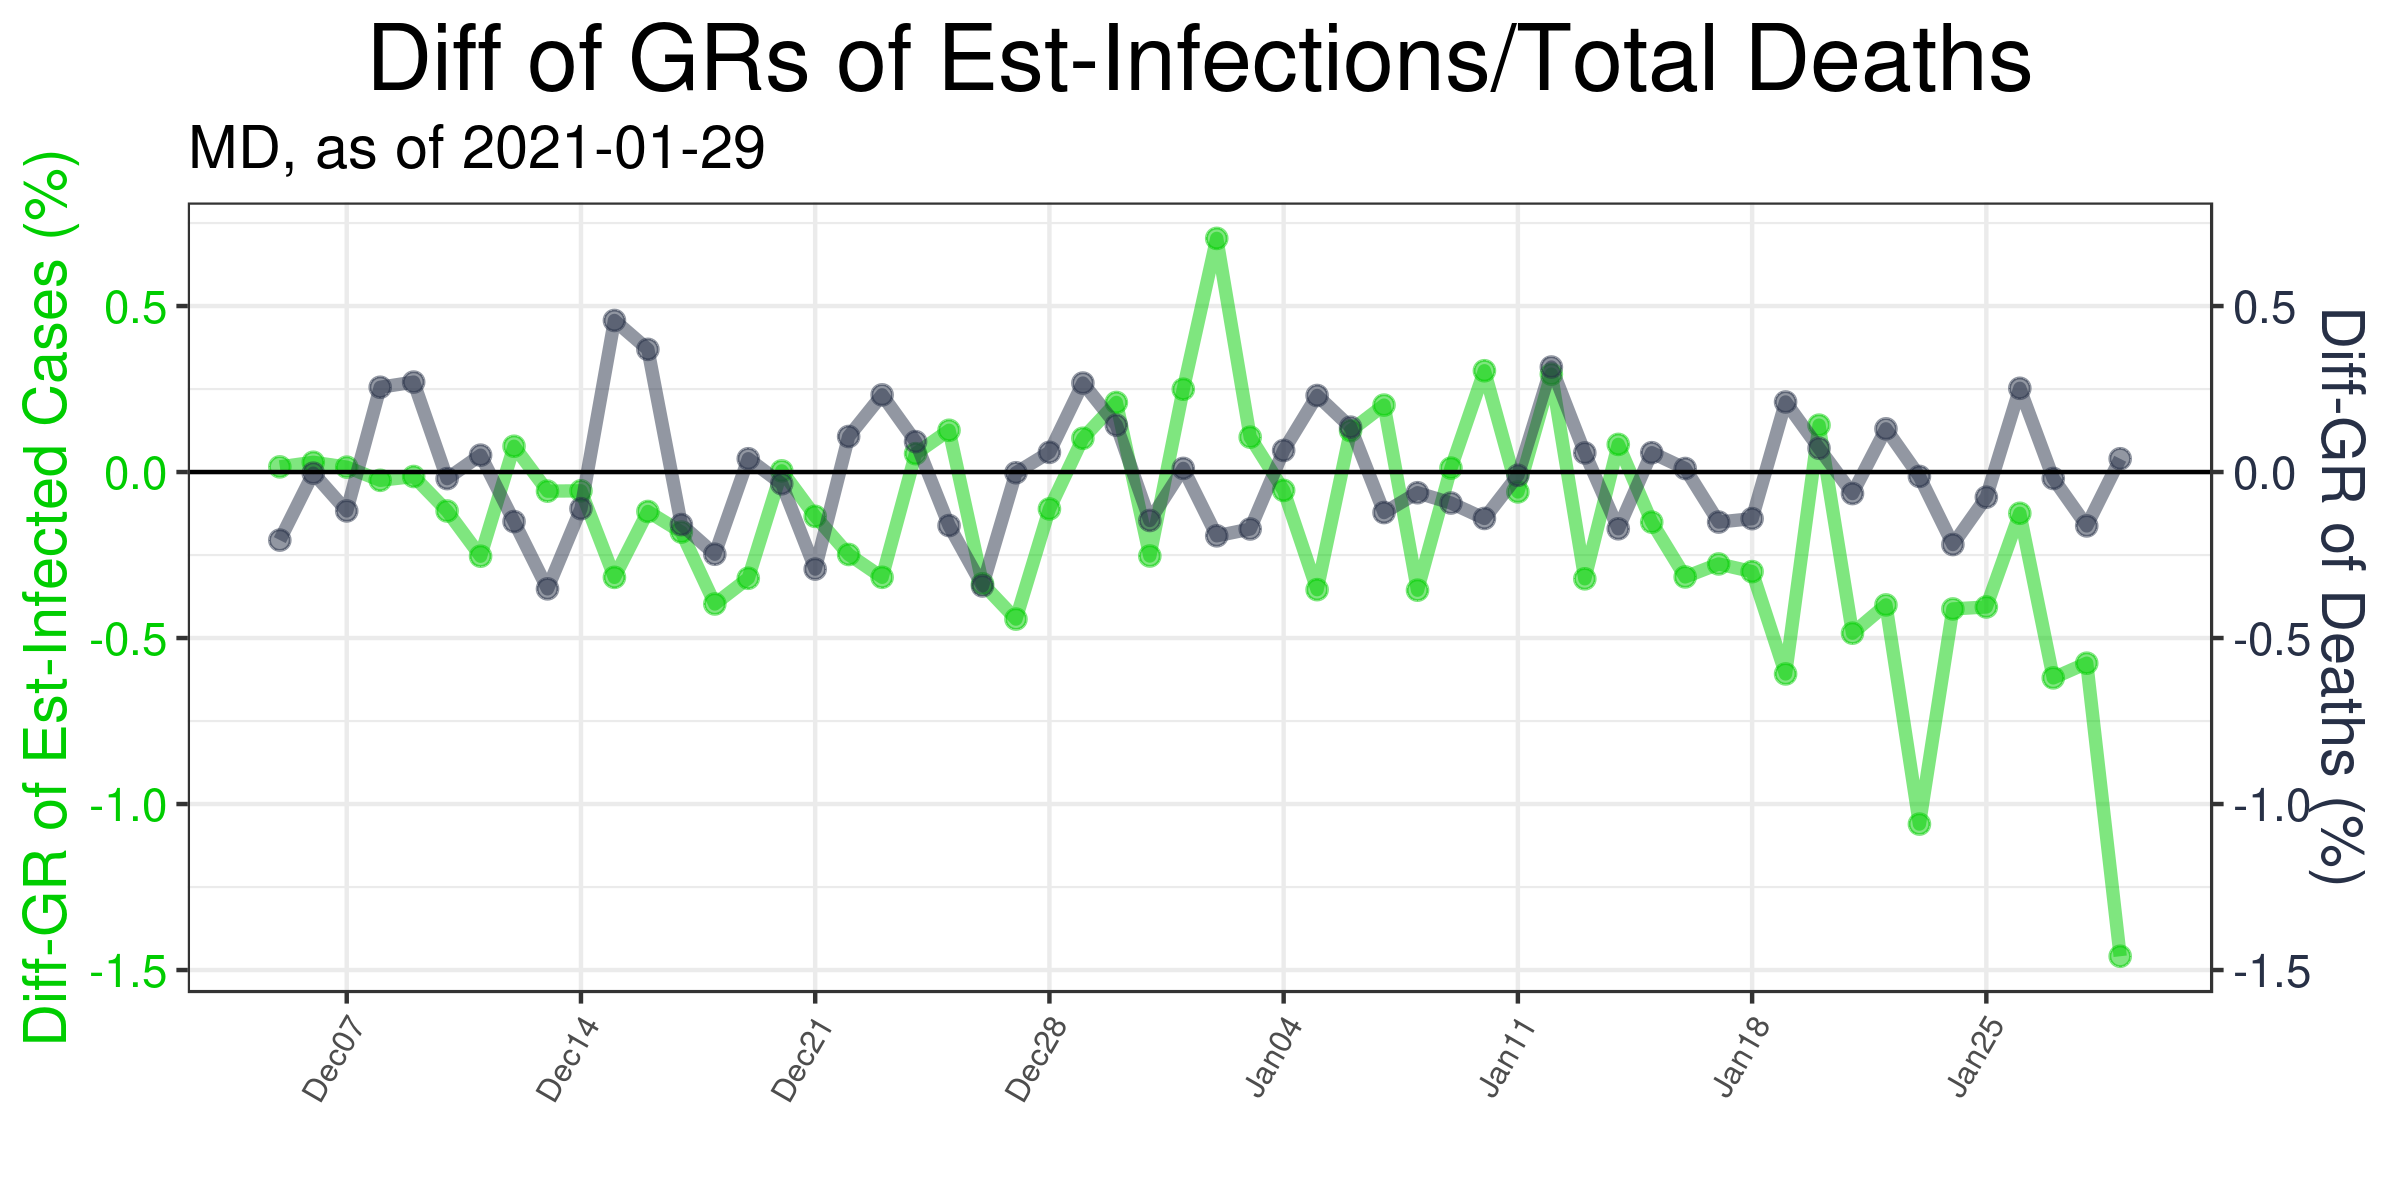 Diff of GRs of Est-Infections/Total Deaths
MD, as of 2021-01-29
Diff-GR of Est-Infected Cases (%)
0.5
0.0
-0.5
-1.0
-1.5
0.5
0.0
-0.5
-1.0
-1.5
Diff-GR of Deaths (%)
Dec07
Dec14
Dec21
Dec28
Jan04
Jan11
Jan18
Jan25